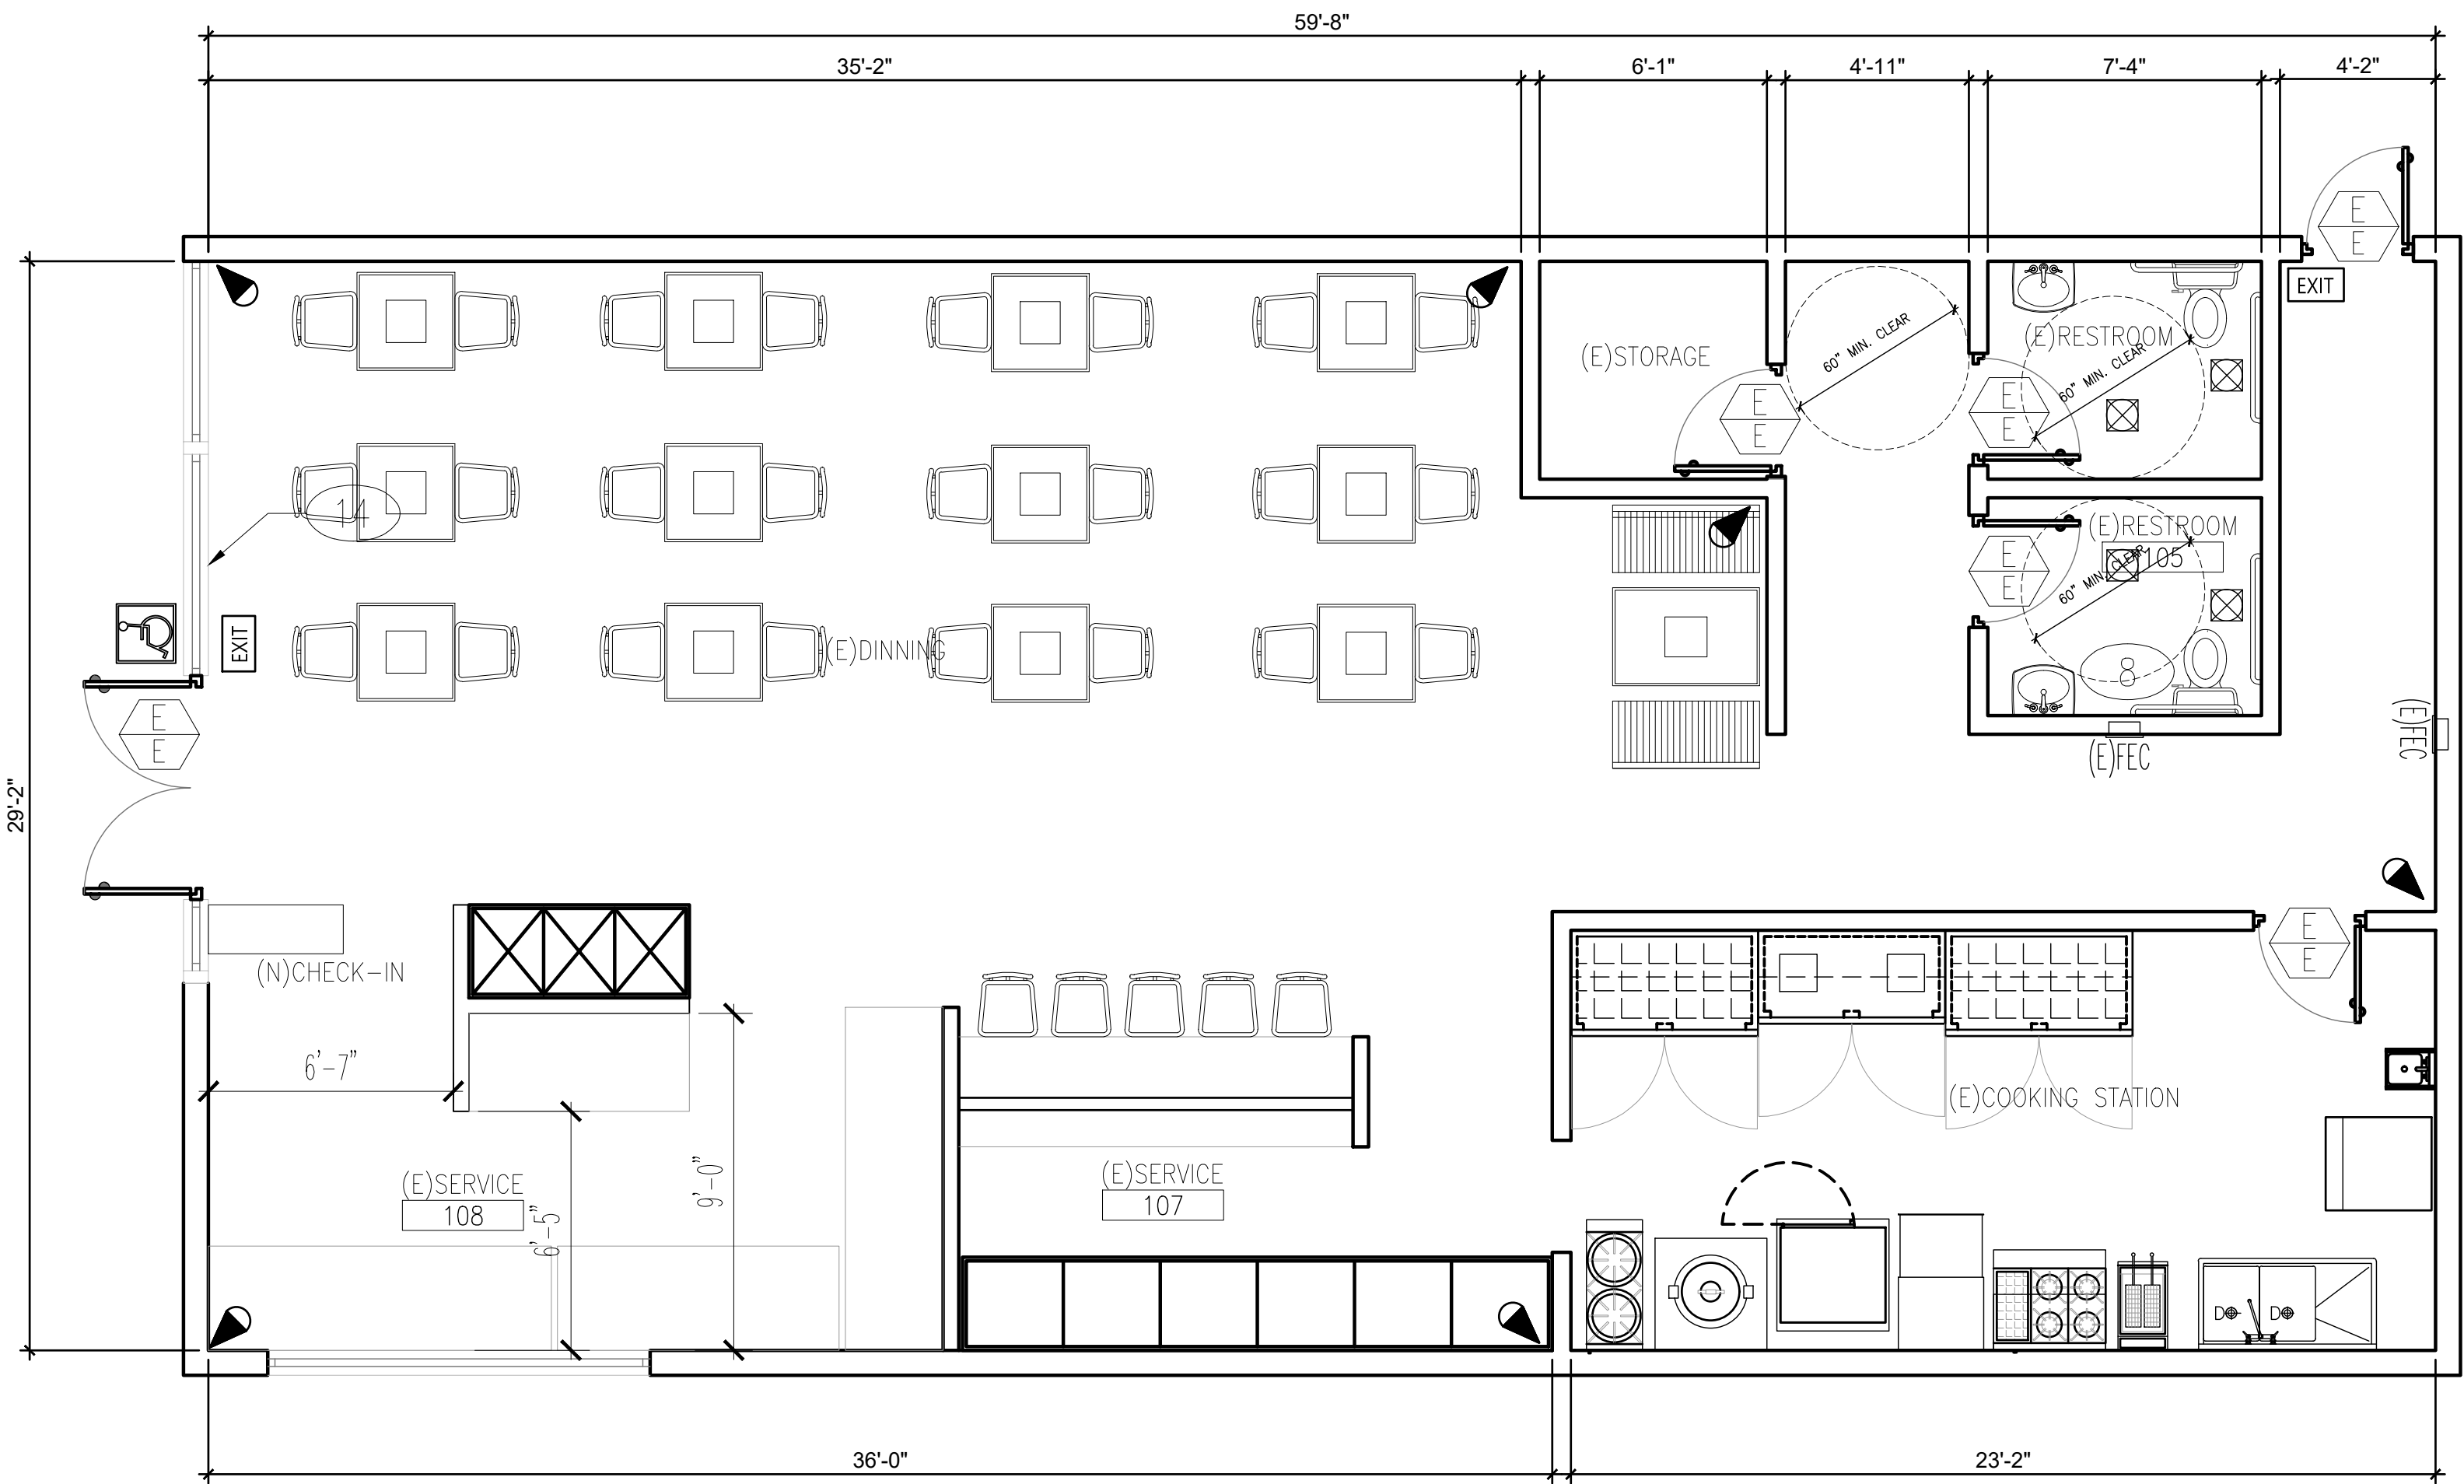 59'-8"
35'-2"
6'-1"
4'-11"
7'-4"
4'-2"
E
E
EXIT
(E)STORAGE
60" MIN. CLEAR
(E)RESTROOM
60" MIN. CLEAR
E
E
E
E
14
(E)RESTROOM
105
60" MIN. CLEAR
E
E
EXIT
(E)DINNING
8
E
E
(E)FEC
(E)FEC
29'-2"
E
E
(N)CHECK-IN
6'-7"
(E)COOKING STATION
(E)SERVICE
108
6'-5"
9'-0"
(E)SERVICE
107
D
D
36'-0"
23'-2"